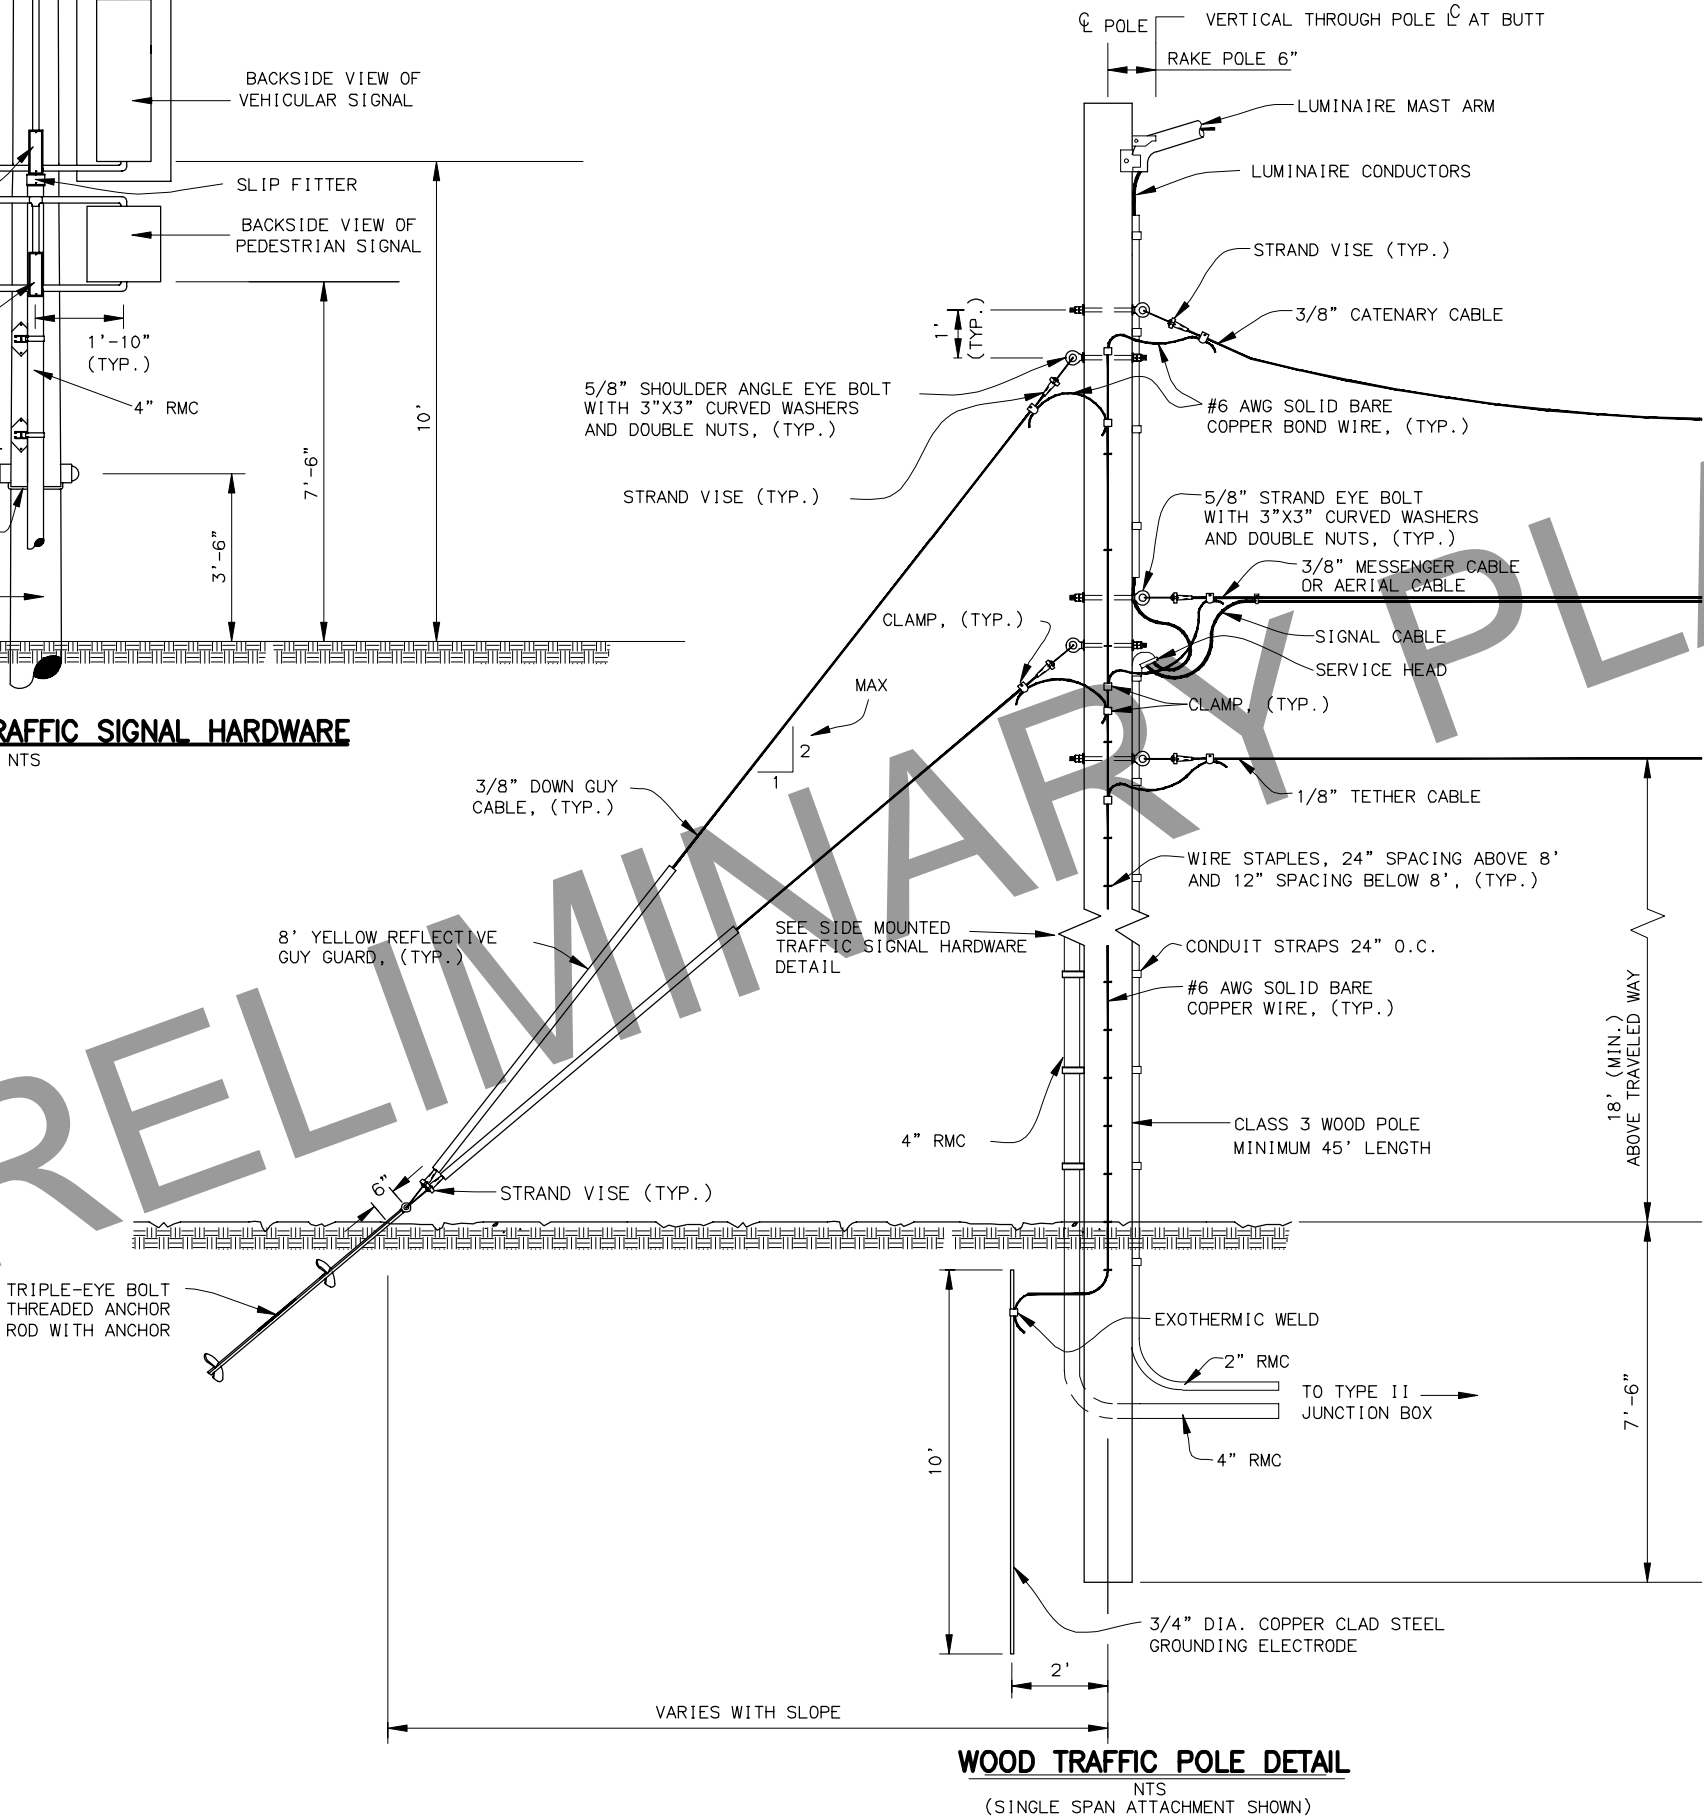 BACKSIDE VIEW OF
VEHICULAR SIGNAL
SLIP FITTER
BACKSIDE VIEW OF
PEDESTRIAN SIGNAL
1'-10"
(TYP.)
4" RMC
10'
7'-6"
3'-6"
RAFFIC SIGNAL HARDWARE
NTS
℄ POLE
VERTICAL THROUGH POLE ℄ AT BUTT
RAKE POLE 6"
LUMINAIRE MAST ARM
LUMINAIRE CONDUCTORS
STRAND VISE (TYP.)
3/8" CATENARY CABLE
1'
(TYP.)
5/8" SHOULDER ANGLE EYE BOLT
WITH 3"X3" CURVED WASHERS
AND DOUBLE NUTS, (TYP.)
#6 AWG SOLID BARE
COPPER BOND WIRE, (TYP.)
STRAND VISE (TYP.)
5/8" STRAND EYE BOLT
WITH 3"X3" CURVED WASHERS
AND DOUBLE NUTS, (TYP.)
3/8" MESSENGER CABLE
OR AERIAL CABLE
CLAMP, (TYP.)
SIGNAL CABLE
SERVICE HEAD
MAX
2
1
CLAMP, (TYP.)
3/8" DOWN GUY
CABLE, (TYP.)
1/8" TETHER CABLE
WIRE STAPLES, 24" SPACING ABOVE 8'
AND 12" SPACING BELOW 8', (TYP.)
8' YELLOW REFLECTIVE
GUY GUARD, (TYP.)
SEE SIDE MOUNTED
TRAFFIC SIGNAL HARDWARE
DETAIL
CONDUIT STRAPS 24" O.C.
#6 AWG SOLID BARE
COPPER WIRE, (TYP.)
18' (MIN.)
ABOVE TRAVELED WAY
4" RMC
CLASS 3 WOOD POLE
MINIMUM 45' LENGTH
6"
STRAND VISE (TYP.)
TRIPLE-EYE BOLT
THREADED ANCHOR
ROD WITH ANCHOR
EXOTHERMIC WELD
2" RMC
TO TYPE II
JUNCTION BOX
4" RMC
7'-6"
10'
3/4" DIA. COPPER CLAD STEEL
GROUNDING ELECTRODE
2'
VARIES WITH SLOPE
WOOD TRAFFIC POLE DETAIL
NTS
(SINGLE SPAN ATTACHMENT SHOWN)
RELIMINARY PLA